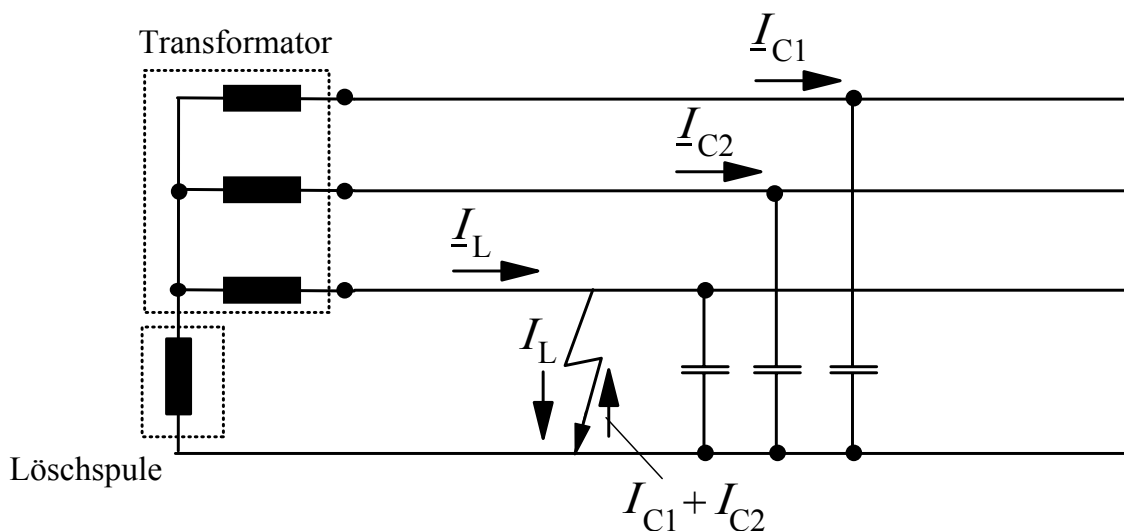 Transformator
I_C1
I_C2
I_L
I_L
Löschspule
I_C1 + I_C2